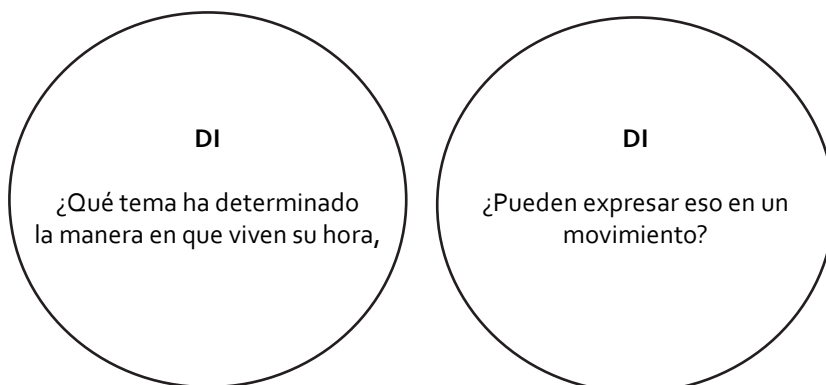 DI
¿Qué tema ha determinado
la manera en que viven su hora,
DI
¿Pueden expresar eso en un
movimiento?